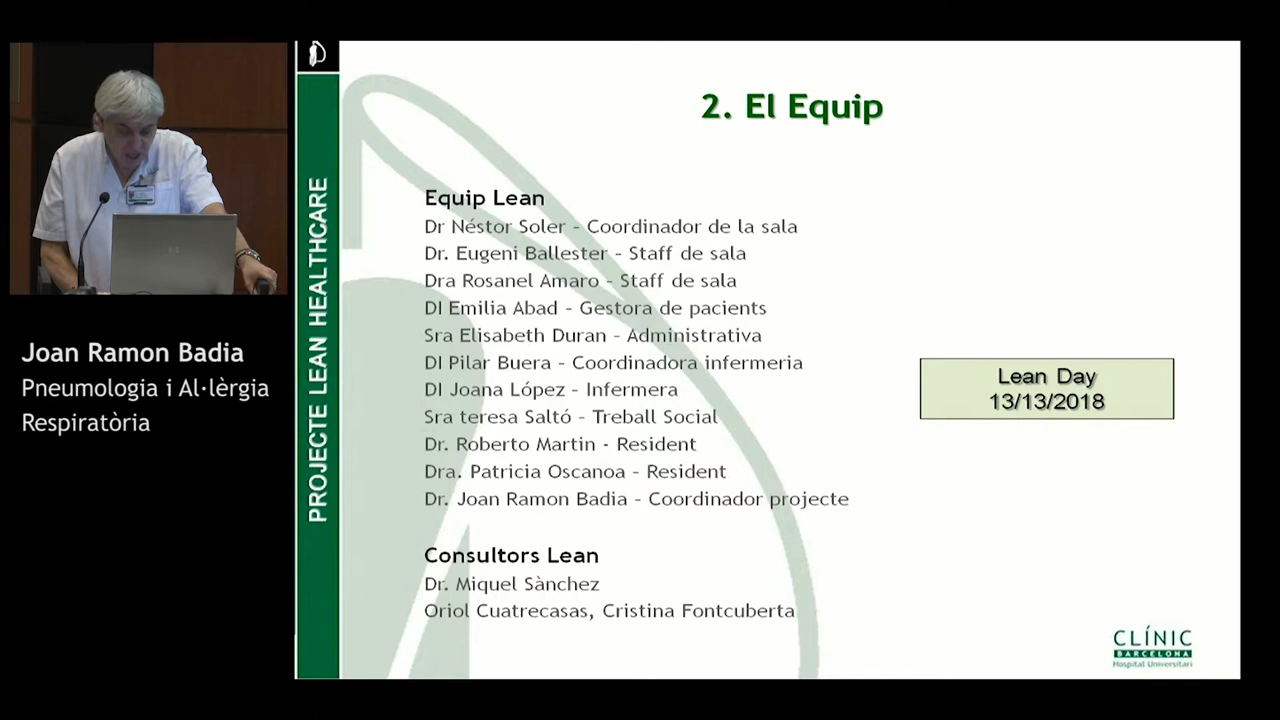 2. El Equip
PROJECTE LEAN HEALTHCARE
Equip Lean
Dr Néstor Soler - Coordinador de la sala
Dr. Eugeni Ballester - Staff de sala
Dra Rosanel Amaro - Staff de sala
DI Emilia Abad - Gestora de pacients
Sra Elisabeth Duran - Administrativa
DI Pilar Buera - Coordinadora infermeria
DI Joana López - Infermera
Sra teresa Saltó - Treball Social
Dr. Roberto Martin - Resident
Dra. Patricia Oscanoa - Resident
Dr. Joan Ramon Badia - Coordinador projecte
Consultors Lean
Dr. Miquel Sànchez
Oriol Cuatrecasas, Cristina Fontcuberta
Lean Day
13/13/2018
Joan Ramon Badia
Pneumologia i Al·lèrgia
Respiratòria
CLÍNIC
BARCELONA
Hospital Universitari